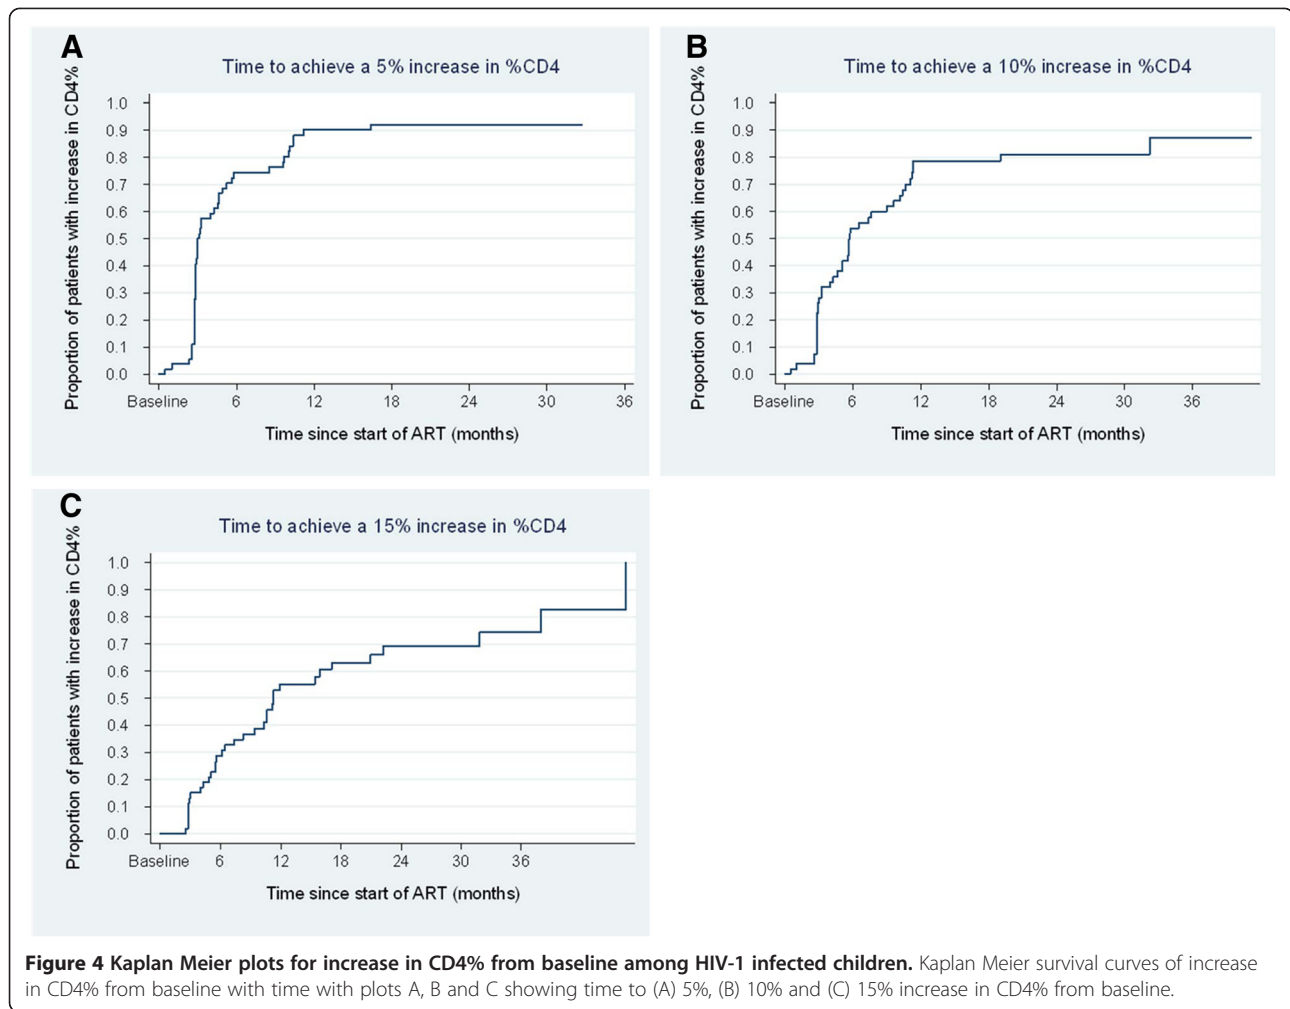 A
Time to achieve a 5% increase in %CD4
Proportion of patients with increase in CD4%
1.0
0.9
0.8
0.7
0.6
0.5
0.4
0.3
0.2
0.1
0.0
Baseline 6 12 18 24 30 36
Time since start of ART (months)
B
Time to achieve a 10% increase in %CD4
Proportion of patients with increase in CD4%
1.0
0.9
0.8
0.7
0.6
0.5
0.4
0.3
0.2
0.1
0.0
Baseline 6 12 18 24 30 36
Time since start of ART (months)
C
Time to achieve a 15% increase in %CD4
Proportion of patients with increase in CD4%
1.0
0.9
0.8
0.7
0.6
0.5
0.4
0.3
0.2
0.1
0.0
Baseline 6 12 18 24 30 36
Time since start of ART (months)
Figure 4 Kaplan Meier plots for increase in CD4% from baseline among HIV-1 infected children. Kaplan Meier survival curves of increase
in CD4% from baseline with time with plots A, B and C showing time to (A) 5%, (B) 10% and (C) 15% increase in CD4% from baseline.